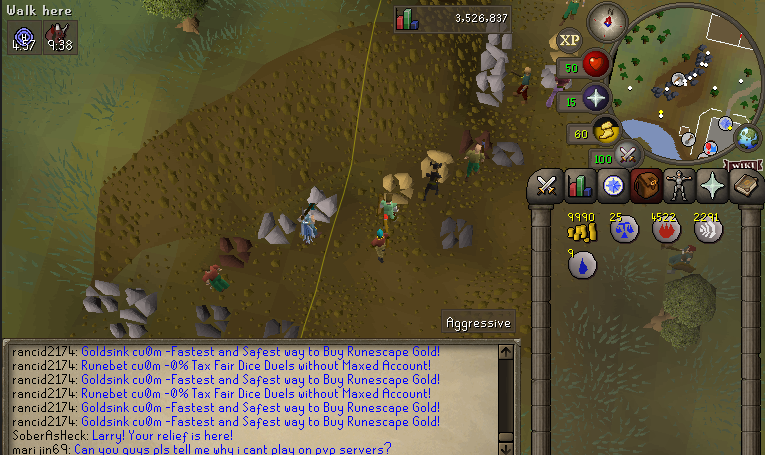 Walk here
3,526,837
4:57 9:38
XP
50
15
60
100
WIKI
9990 25 4522 2291
9
Aggressive
rancid2174: Goldsink cu0m -Fastest and Safest way to Buy Runescape Gold!
rancid2174: Runebet cu0m -0% Tax Fair Dice Duels without Maxed Account!
rancid2174: Goldsink cu0m -Fastest and Safest way to Buy Runescape Gold!
rancid2174: Runebet cu0m -0% Tax Fair Dice Duels without Maxed Account!
rancid2174: Goldsink cu0m -Fastest and Safest way to Buy Runescape Gold!
rancid2174: Goldsink cu0m -Fastest and Safest way to Buy Runescape Gold!
SoberAsHeck: Larry! Your relief is here!
marijin69: Can you guys pls tell me why i cant play on pvp servers?